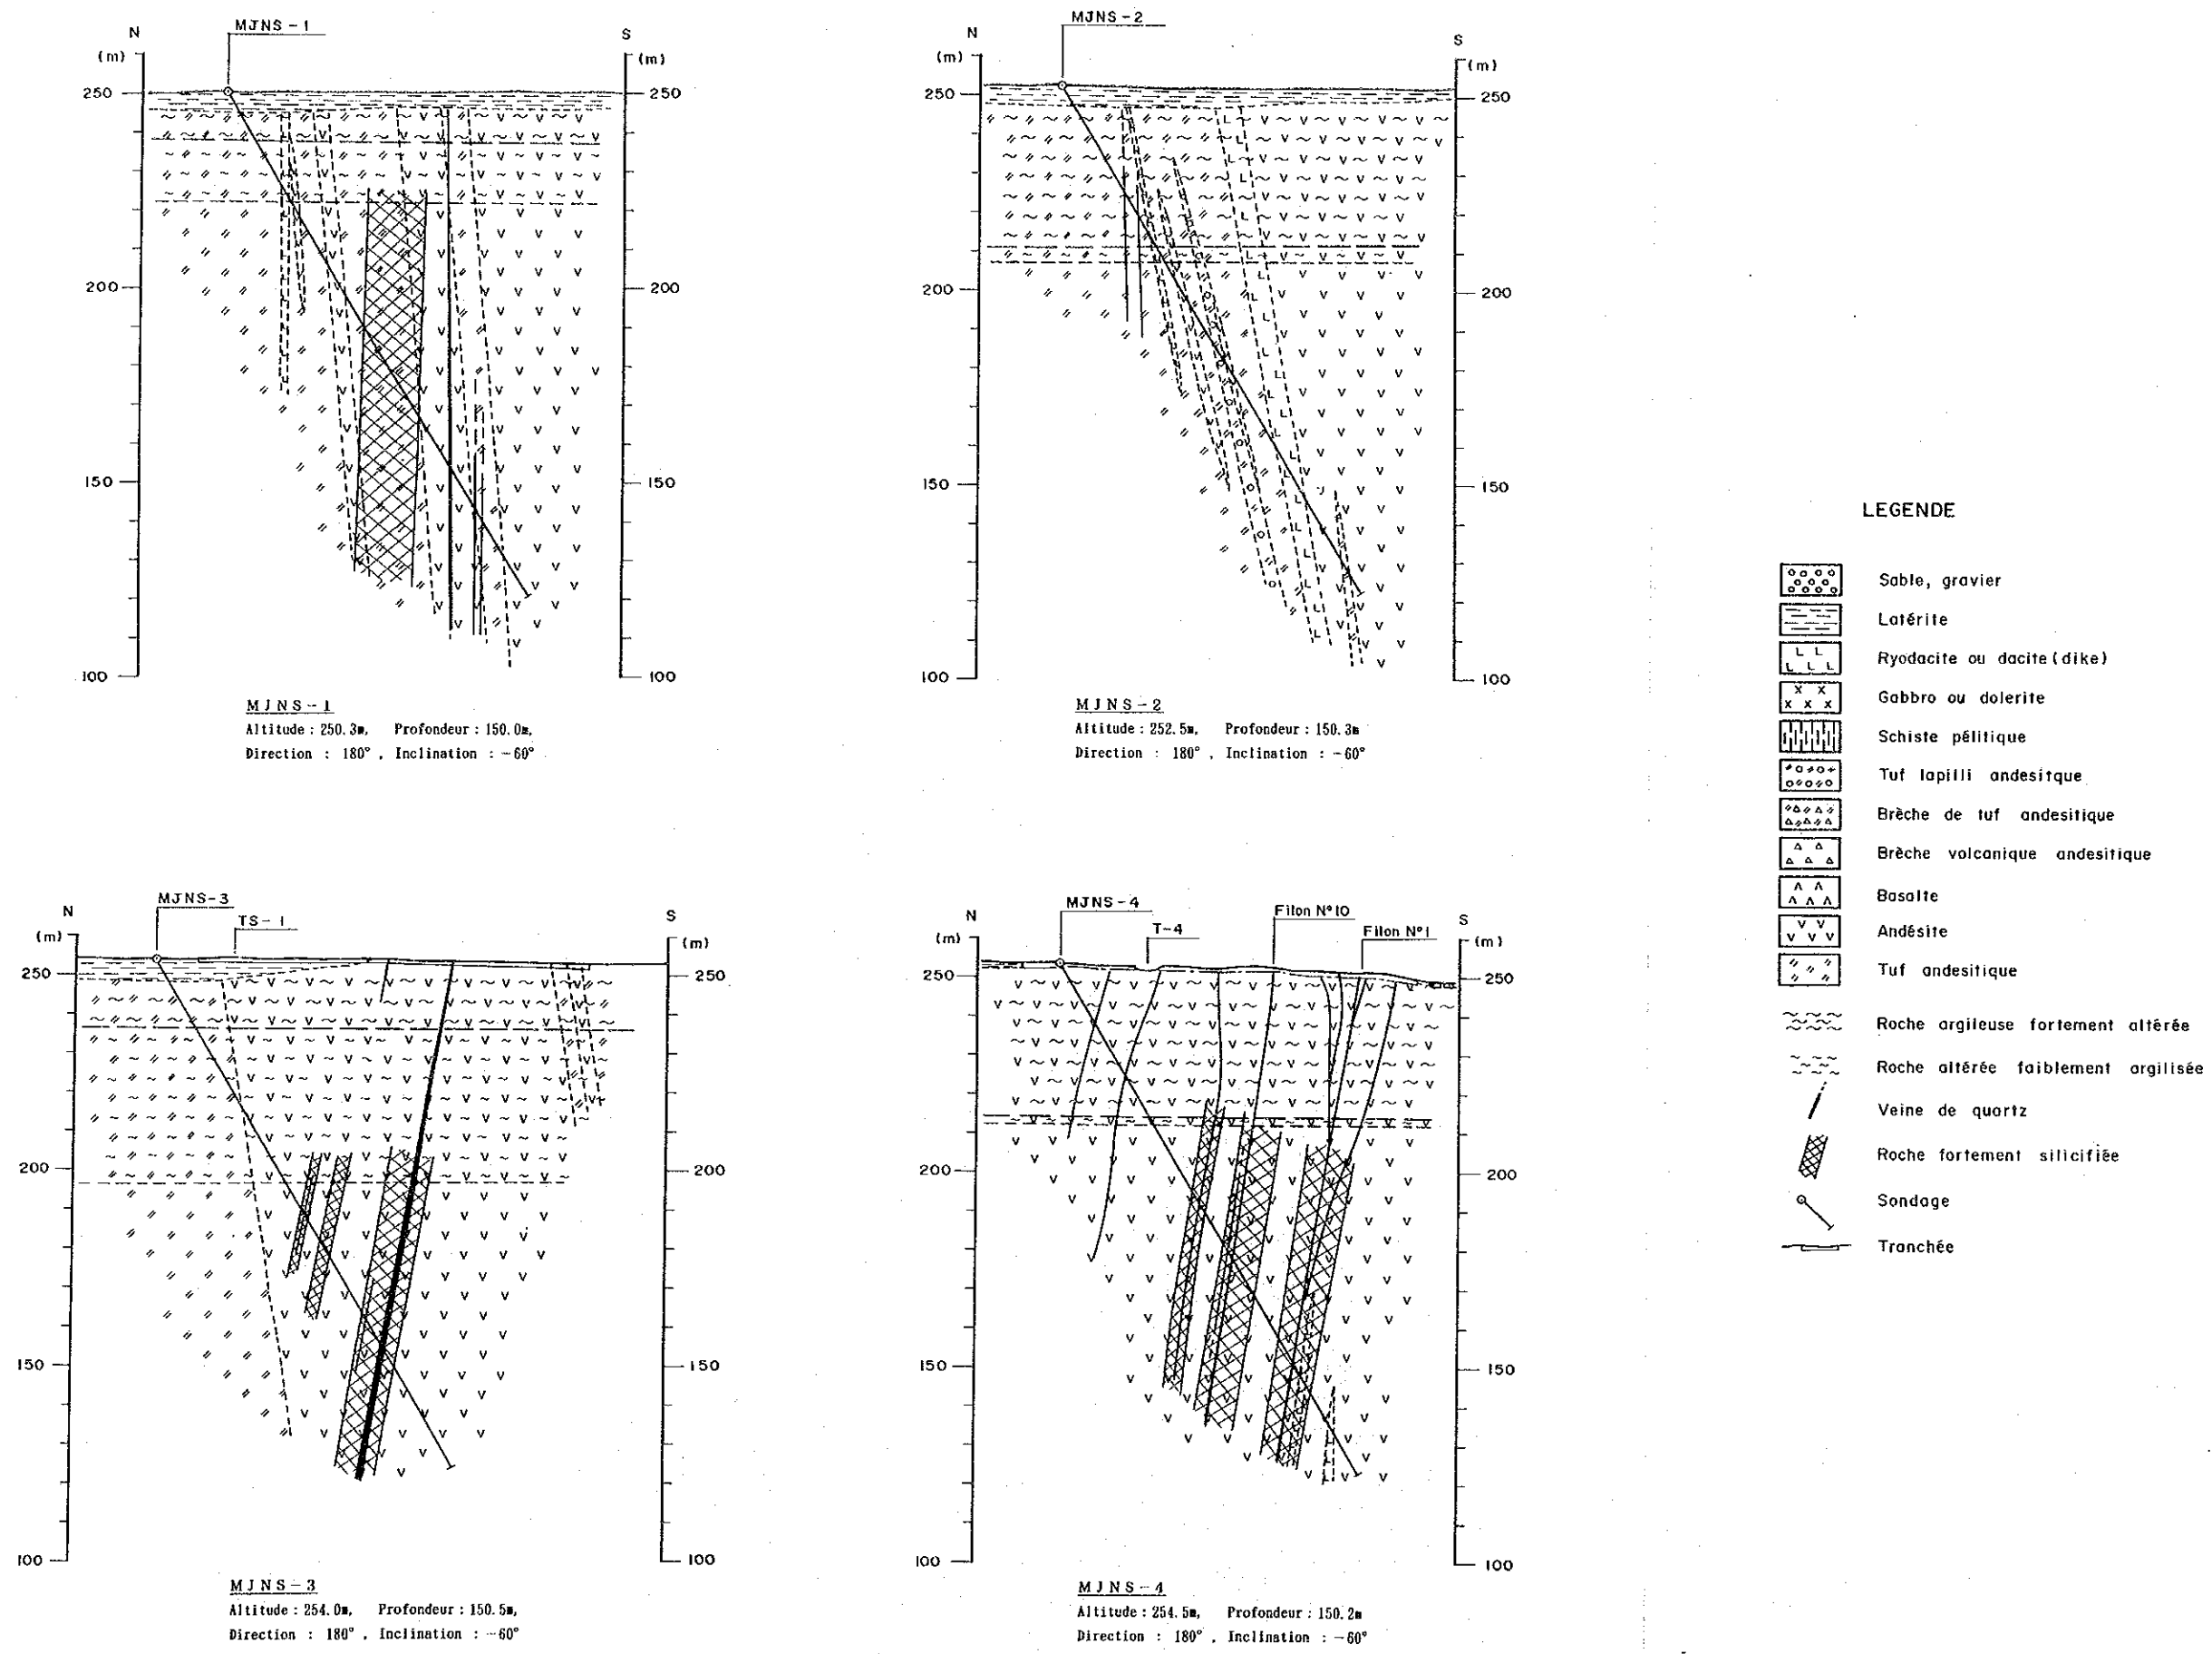 MJNS-1
N
S
(m)
(m)
250
250
200
200
150
150
100
100
MJNS-1
Altitude : 250.3m, Profondeur : 150.0m,
Direction : 180° , Inclination : -60°
MJNS-2
N
S
(m)
(m)
250
250
200
200
150
150
100
100
MJNS-2
Altitude : 252.5m, Profondeur : 150.3m
Direction : 180° , Inclination : -60°
MJNS-3
TS-1
N
S
(m)
(m)
250
250
200
200
150
150
100
100
MJNS-3
Altitude : 254.0m, Profondeur : 150.5m,
Direction : 180° , Inclination : -60°
MJNS-4
T-4
Filon N°10
Filon N°1
N
S
(m)
(m)
250
250
200
200
150
150
100
100
MJNS-4
Altitude : 254.5m, Profondeur : 150.2m
Direction : 180° , Inclination : -60°
LEGENDE
Sable, gravier
Latérite
Ryodacite ou dacite (dike)
Gabbro ou dolerite
Schiste pélitique
Tuf lapilli andesitque
Brèche de tuf andesitique
Brèche volcanique andesitique
Basalte
Andésite
Tuf andesitique
Roche argileuse fortement altérée
Roche altérée faiblement argilisée
Veine de quartz
Roche fortement silicifiée
Sondage
Tranchée